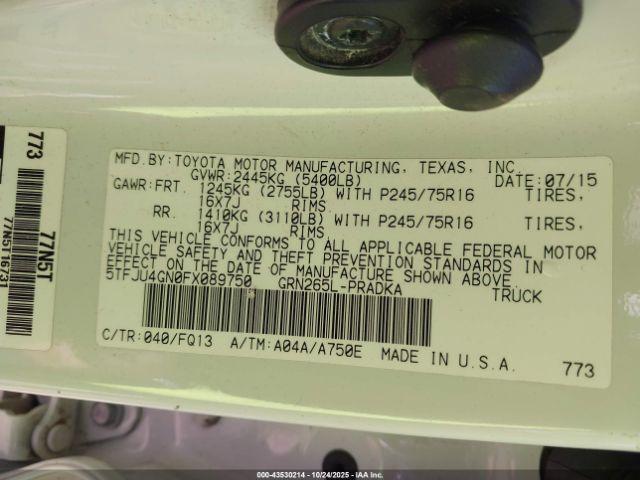 MFD.BY:TOYOTA MOTOR MANUFACTURING, TEXAS, INC.
GVWR:2445KG (5400LB) DATE:07/15
GAWR:FRT. 1245KG (2755LB) WITH P245/75R16 TIRES,
16X7J RIMS
RR. 1410KG (3110LB) WITH P245/75R16 TIRES,
16X7J RIMS
THIS VEHICLE CONFORMS TO ALL APPLICABLE FEDERAL MOTOR
VEHICLE SAFETY AND THEFT PREVENTION STANDARDS IN
EFFECT ON THE DATE OF MANUFACTURE SHOWN ABOVE.
5TFJU4GN0FX089750 GRN265L-PRADKA TRUCK
C/TR:040/FQ13 A/TM:A04A/A750E MADE IN U.S.A.
773
773
77N5T
77N5T16731
000-43530214 - 10/24/2025 - IAAI.COM